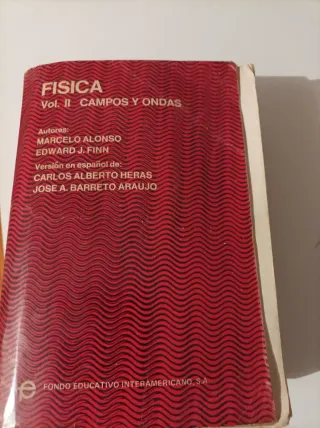 FISICA
Vol. II CAMPOS Y ONDAS
Autores:
MARCELO ALONSO
EDWARD J. FINN
Versión en español de:
CARLOS ALBERTO HERAS
JOSE A. BARRETO ARAUJO
FONDO EDUCATIVO INTERAMERICANO, S.A.